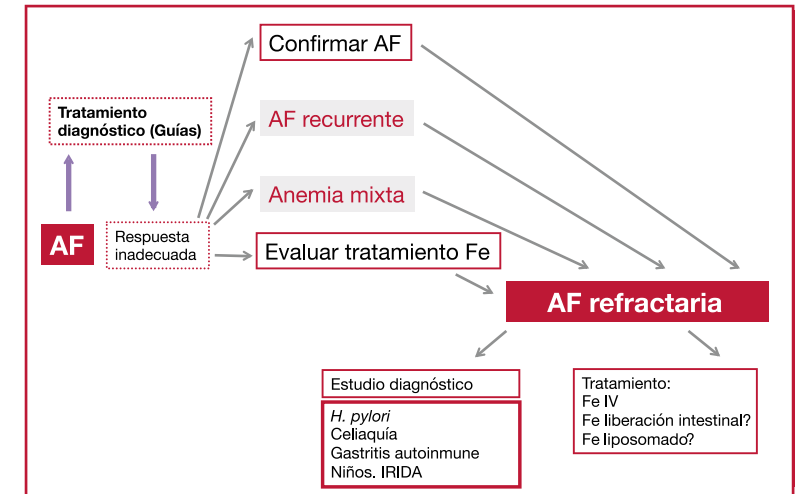 Confirmar AF
Tratamiento
diagnóstico (Guías)
AF recurrente
Anemia mixta
AF
Respuesta
inadecuada
Evaluar tratamiento Fe
AF refractaria
Estudio diagnóstico
H. pylori
Celiaquía
Gastritis autoinmune
Niños. IRIDA
Tratamiento:
Fe IV
Fe liberación intestinal?
Fe liposomado?